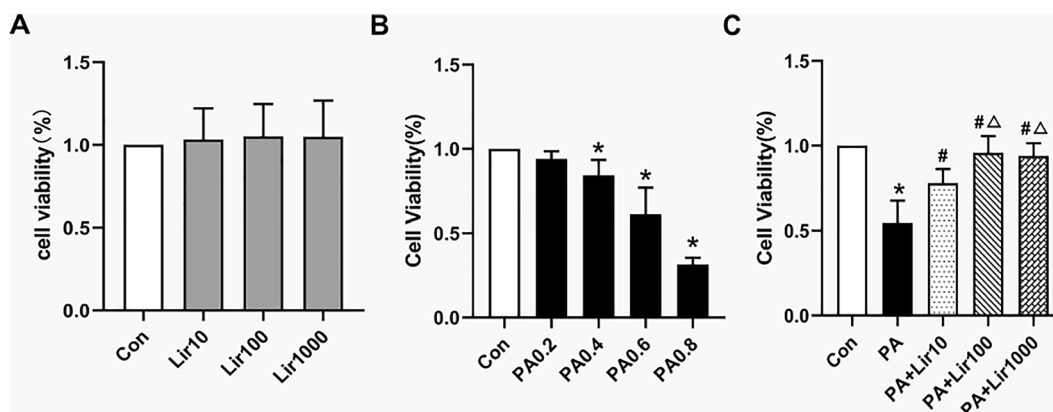 A
cell viability(%)
1.5
1.0
0.5
0.0
Con
Lir10
Lir100
Lir1000
B
Cell Viability(%)
1.5
1.0
0.5
0.0
*
*
*
Con
PA0.2
PA0.4
PA0.6
PA0.8
C
Cell Viability(%)
1.5
1.0
0.5
0.0
*
#
#△
#△
Con
PA
PA+Lir10
PA+Lir100
PA+Lir1000